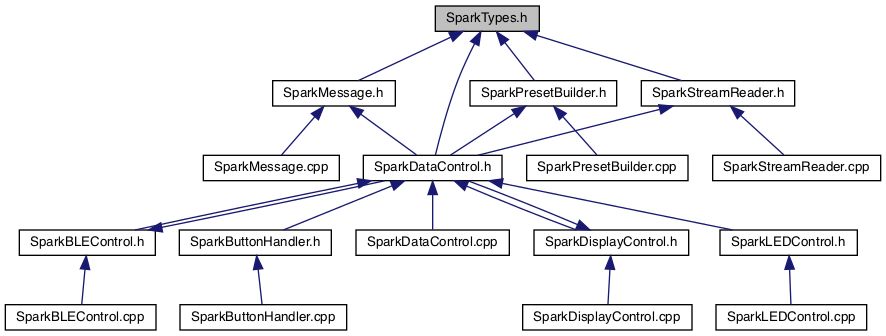 SparkTypes.h
SparkMessage.h
SparkPresetBuilder.h
SparkStreamReader.h
SparkMessage.cpp
SparkDataControl.h
SparkPresetBuilder.cpp
SparkStreamReader.cpp
SparkBLEControl.h
SparkButtonHandler.h
SparkDataControl.cpp
SparkDisplayControl.h
SparkLEDControl.h
SparkBLEControl.cpp
SparkButtonHandler.cpp
SparkDisplayControl.cpp
SparkLEDControl.cpp